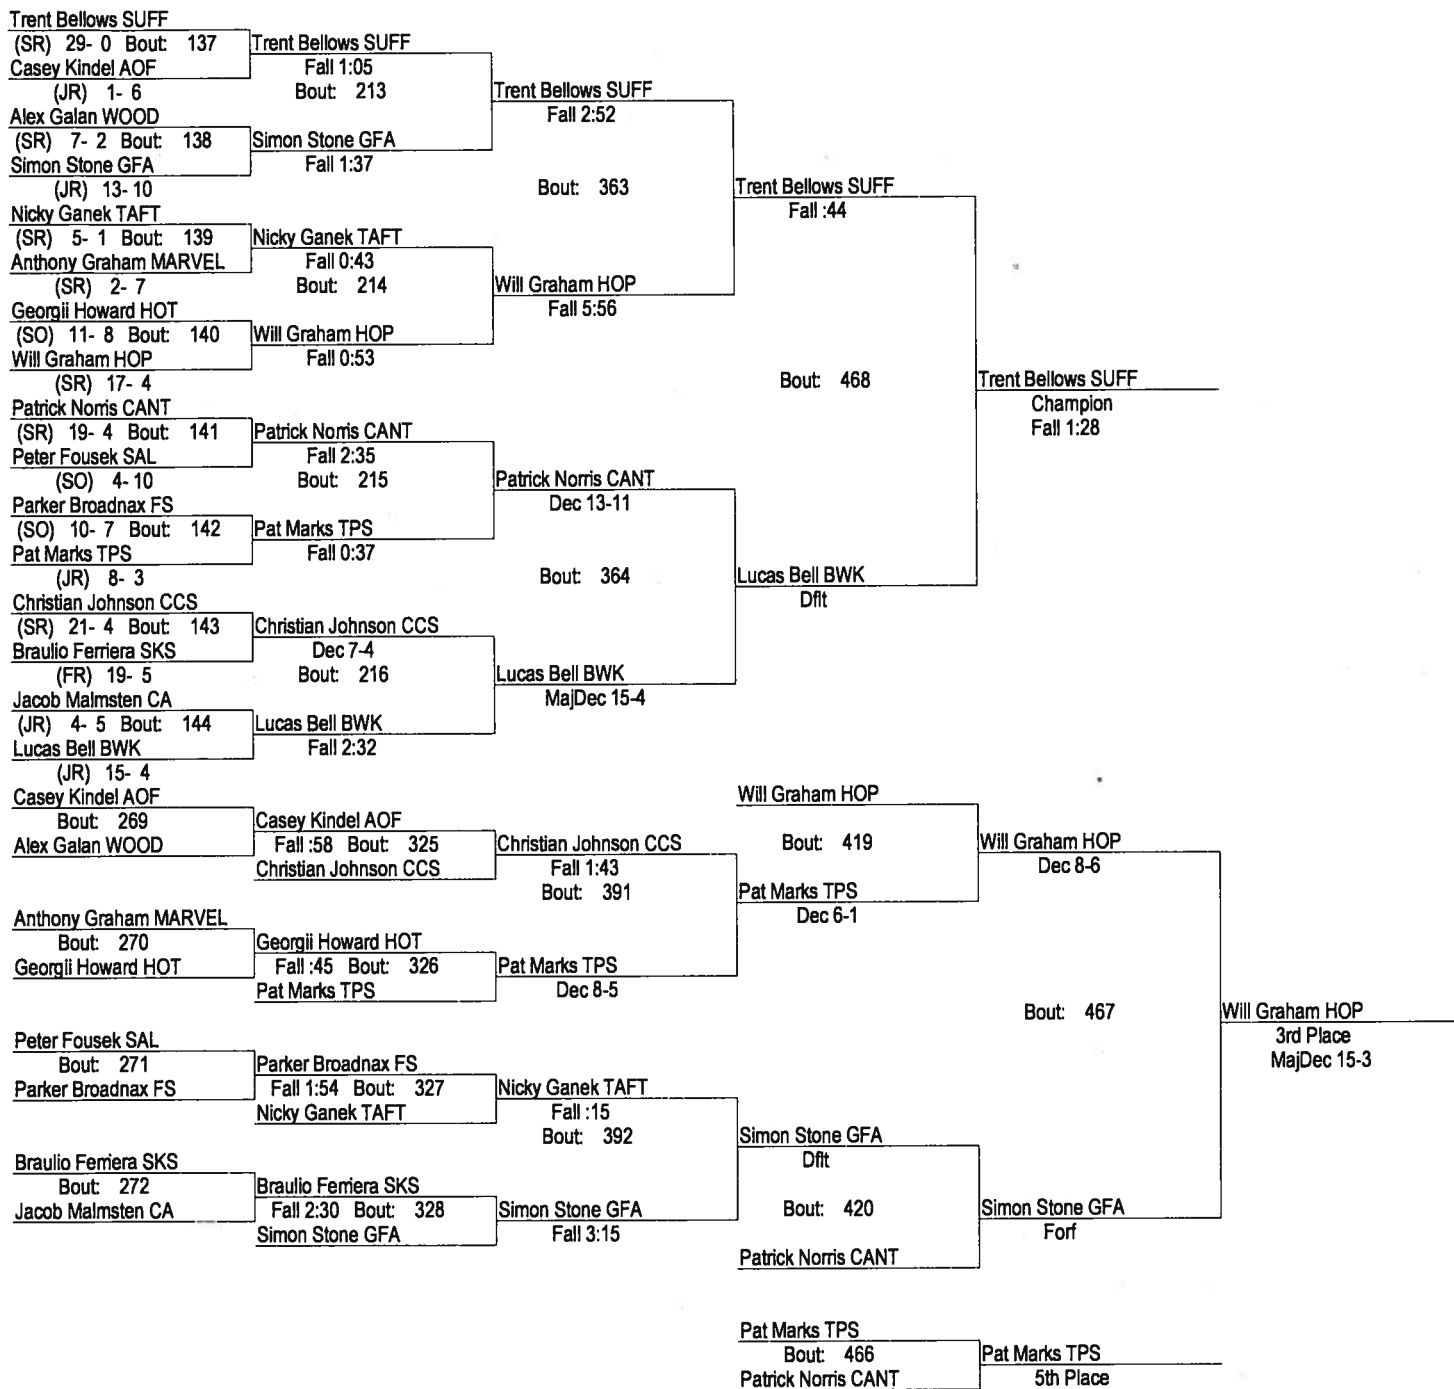 Trent Bellows SUFF
(SR) 29- 0 Bout: 137
Casey Kindel AOF
(JR) 1- 6
Alex Galan WOOD
(SR) 7- 2 Bout: 138
Simon Stone GFA
(JR) 13- 10
Nicky Ganek TAFT
(SR) 5- 1 Bout: 139
Anthony Graham MARVEL
(SR) 2- 7
Georgii Howard HOT
(SO) 11- 8 Bout: 140
Will Graham HOP
(SR) 17- 4
Patrick Norris CANT
(SR) 19- 4 Bout: 141
Peter Fousek SAL
(SO) 4- 10
Parker Broadnax FS
(SO) 10- 7 Bout: 142
Pat Marks TPS
(JR) 8- 3
Christian Johnson CCS
(SR) 21- 4 Bout: 143
Braulio Ferriera SKS
(FR) 19- 5
Jacob Malmsten CA
(JR) 4- 5 Bout: 144
Lucas Bell BWK
(JR) 15- 4
Trent Bellows SUFF
Fall 1:05
Bout: 213
Simon Stone GFA
Fall 1:37
Nicky Ganek TAFT
Fall 0:43
Bout: 214
Will Graham HOP
Fall 0:53
Patrick Norris CANT
Fall 2:35
Bout: 215
Pat Marks TPS
Fall 0:37
Christian Johnson CCS
Dec 7-4
Bout: 216
Lucas Bell BWK
Fall 2:32
Trent Bellows SUFF
Fall 2:52
Bout: 363
Will Graham HOP
Fall 5:56
Patrick Norris CANT
Dec 13-11
Bout: 364
Lucas Bell BWK
MajDec 15-4
Trent Bellows SUFF
Fall :44
Bout: 468
Lucas Bell BWK
Dflt
Trent Bellows SUFF
Champion
Fall 1:28
Casey Kindel AOF
Bout: 269
Alex Galan WOOD
Anthony Graham MARVEL
Bout: 270
Georgii Howard HOT
Peter Fousek SAL
Bout: 271
Parker Broadnax FS
Braulio Ferriera SKS
Bout: 272
Jacob Malmsten CA
Casey Kindel AOF
Fall :58 Bout: 325
Christian Johnson CCS
Georgii Howard HOT
Fall :45 Bout: 326
Pat Marks TPS
Parker Broadnax FS
Fall 1:54 Bout: 327
Nicky Ganek TAFT
Braulio Ferriera SKS
Fall 2:30 Bout: 328
Simon Stone GFA
Christian Johnson CCS
Fall 1:43
Bout: 391
Pat Marks TPS
Dec 8-5
Nicky Ganek TAFT
Fall :15
Bout: 392
Simon Stone GFA
Fall 3:15
Will Graham HOP
Bout: 419
Pat Marks TPS
Dec 6-1
Simon Stone GFA
Dflt
Bout: 420
Patrick Norris CANT
Will Graham HOP
Dec 8-6
Bout: 467
Simon Stone GFA
Forf
Will Graham HOP
3rd Place
MajDec 15-3
Pat Marks TPS
Bout: 466
Patrick Norris CANT
Pat Marks TPS
5th Place